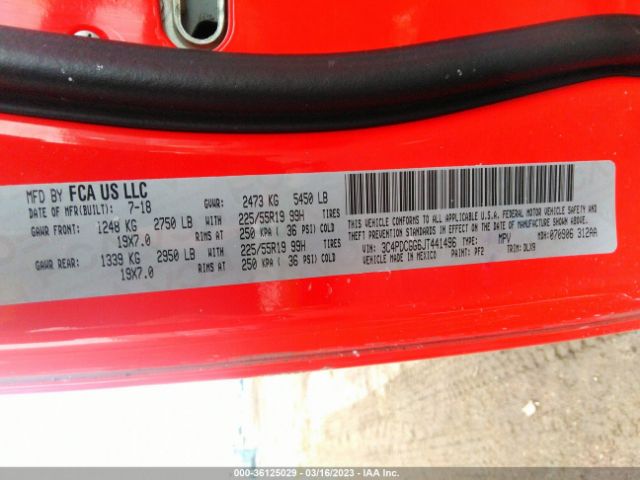 MFD BY FCA US LLC
DATE OF MFR(BUILT): 7-18 GVWR: 2473 KG 5450 LB
GAWR FRONT: 1248 KG 2750 LB WITH 225/55R19 99H TIRES
19X7.0 RIMS AT 250 KPA ( 36 PSI) COLD
GAWR REAR: 1339 KG 2950 LB WITH 225/55R19 99H TIRES
19X7.0 RIMS AT 250 KPA ( 36 PSI) COLD
THIS VEHICLE CONFORMS TO ALL APPLICABLE U.S.A. FEDERAL MOTOR VEHICLE SAFETY AND
THEFT PREVENTION STANDARDS IN EFFECT ON THE DATE OF MANUFACTURE SHOWN ABOVE.
VIN: 3C4PDCGG6JT441496 TYPE: MPV MDH: 070906 312AA
VEHICLE MADE IN MEXICO PAINT: PF2 TRIM: DLX9
000-36125029 - 03/16/2023 - IAAI.COM